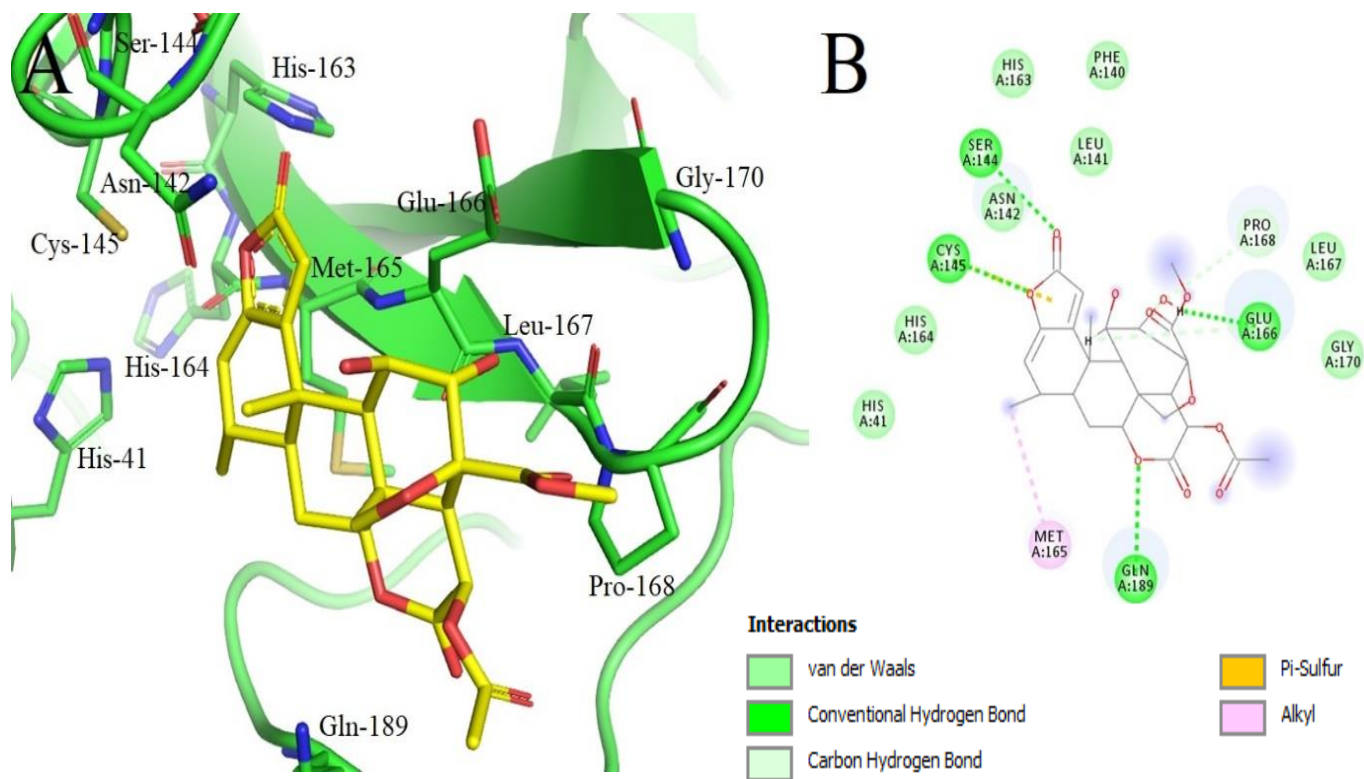 A
Ser-144
His-163
Asn-142
Glu-166
Gly-170
Cys-145
Met-165
Leu-167
His-164
His-41
Pro-168
Gln-189
B
HIS
A:163
PHE
A:140
SER
A:144
LEU
A:141
ASN
A:142
PRO
A:168
LEU
A:167
CYS
A:145
GLU
A:166
HIS
A:164
GLY
A:170
HIS
A:41
MET
A:165
GLN
A:189
O
O
O
O
O
O
H
H
O
O
O
O
O
Interactions
van der Waals
Conventional Hydrogen Bond
Carbon Hydrogen Bond
Pi-Sulfur
Alkyl